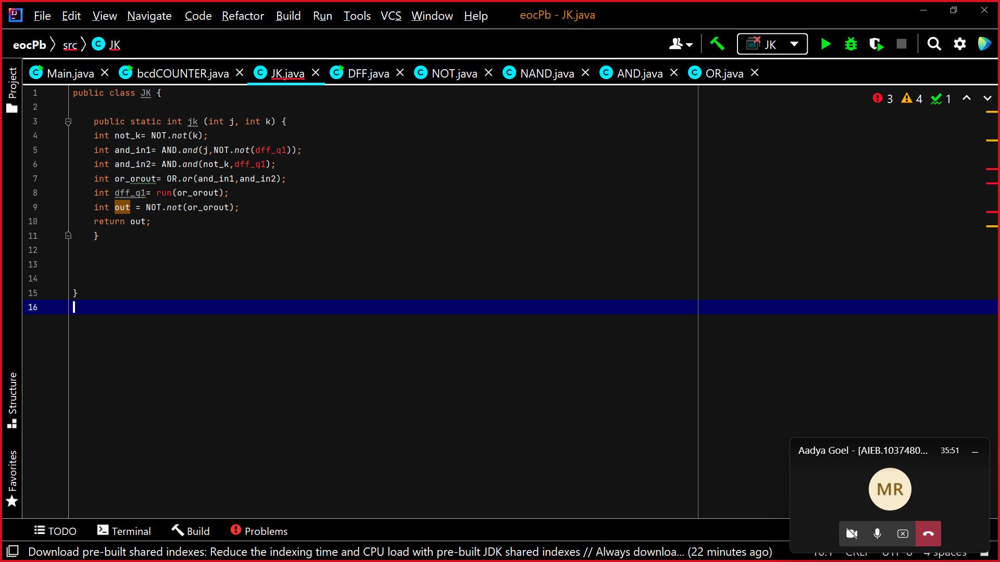 File Edit View Navigate Code Refactor Build Run Tools VCS Window Help eocPb - JK.java
eocPb src JK
JK
Main.java bcdCOUNTER.java JK.java DFF.java NOT.java NAND.java AND.java OR.java
Project
3 4 1
1 public class JK {
2
3 public static int jk (int j, int k) {
4 int not_k= NOT.not(k);
5 int and_in1= AND.and(j,NOT.not(dff_q1));
6 int and_in2= AND.and(not_k,dff_q1);
7 int or_orout= OR.or(and_in1,and_in2);
8 int dff_q1= run(or_orout);
9 int out = NOT.not(or_orout);
10 return out;
11 }
12
13
14
15 }
16
Structure
Favorites
Aadya Goel - [AIEB.1037480... 35:51
MR
TODO Terminal Build Problems
Download pre-built shared indexes: Reduce the indexing time and CPU load with pre-built JDK shared indexes // Always downloa... (22 minutes ago)
16:1 CRLF UTF-8 4 spaces